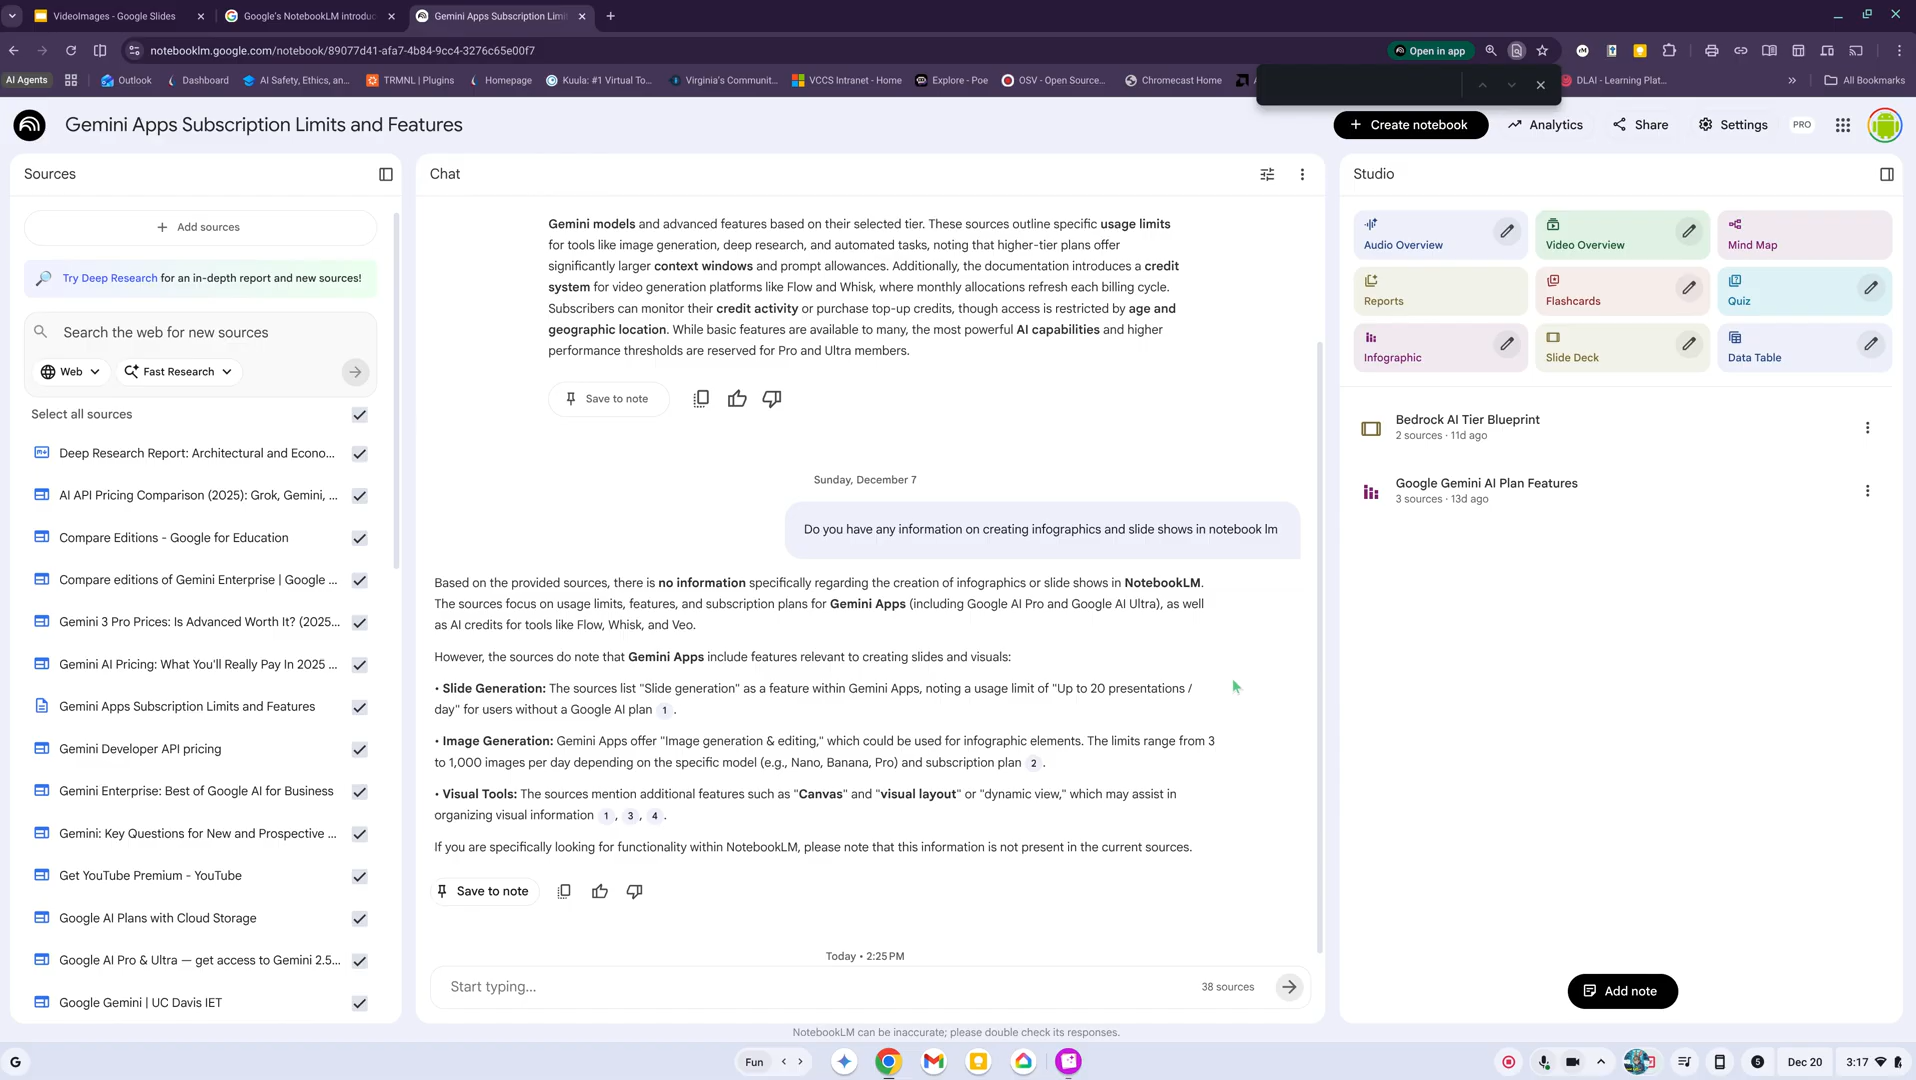 VideoImages - Google Slides
Google's NotebookLM introduc
Gemini Apps Subscription Limit
notebooklm.google.com/notebook/89077d41-afa7-4b84-9cc4-3276c65e00f7
Open in app
AI Agents
Outlook
Dashboard
AI Safety, Ethics, an...
TRMNL | Plugins
Homepage
Kuula: #1 Virtual To...
Virginia's Communit...
VCCS Intranet - Home
Explore - Poe
OSV - Open Source...
Chromecast Home
DLAI - Learning Plat...
All Bookmarks
Gemini Apps Subscription Limits and Features
Create notebook
Analytics
Share
Settings
PRO
Sources
Add sources
Try Deep Research for an in-depth report and new sources!
Search the web for new sources
Web
Fast Research
Select all sources
Deep Research Report: Architectural and Econo...
AI API Pricing Comparison (2025): Grok, Gemini, ...
Compare Editions - Google for Education
Compare editions of Gemini Enterprise | Google ...
Gemini 3 Pro Prices: Is Advanced Worth It? (2025...
Gemini AI Pricing: What You'll Really Pay In 2025 ...
Gemini Apps Subscription Limits and Features
Gemini Developer API pricing
Gemini Enterprise: Best of Google AI for Business
Gemini: Key Questions for New and Prospective ...
Get YouTube Premium - YouTube
Google AI Plans with Cloud Storage
Google AI Pro & Ultra — get access to Gemini 2.5...
Google Gemini | UC Davis IET
Chat
Gemini models and advanced features based on their selected tier. These sources outline specific usage limits
for tools like image generation, deep research, and automated tasks, noting that higher-tier plans offer
significantly larger context windows and prompt allowances. Additionally, the documentation introduces a credit
system for video generation platforms like Flow and Whisk, where monthly allocations refresh each billing cycle.
Subscribers can monitor their credit activity or purchase top-up credits, though access is restricted by age and
geographic location. While basic features are available to many, the most powerful AI capabilities and higher
performance thresholds are reserved for Pro and Ultra members.
Save to note
Sunday, December 7
Do you have any information on creating infographics and slide shows in notebook lm
Based on the provided sources, there is no information specifically regarding the creation of infographics or slide shows in NotebookLM.
The sources focus on usage limits, features, and subscription plans for Gemini Apps (including Google AI Pro and Google AI Ultra), as well
as AI credits for tools like Flow, Whisk, and Veo.
However, the sources do note that Gemini Apps include features relevant to creating slides and visuals:
• Slide Generation: The sources list "Slide generation" as a feature within Gemini Apps, noting a usage limit of "Up to 20 presentations /
day" for users without a Google AI plan 1.
• Image Generation: Gemini Apps offer "Image generation & editing," which could be used for infographic elements. The limits range from 3
to 1,000 images per day depending on the specific model (e.g., Nano, Banana, Pro) and subscription plan 2.
• Visual Tools: The sources mention additional features such as "Canvas" and "visual layout" or "dynamic view," which may assist in
organizing visual information 1, 3, 4.
If you are specifically looking for functionality within NotebookLM, please note that this information is not present in the current sources.
Save to note
Today • 2:25 PM
Start typing...
38 sources
NotebookLM can be inaccurate; please double check its responses.
Studio
Audio Overview
Video Overview
Mind Map
Reports
Flashcards
Quiz
Infographic
Slide Deck
Data Table
Bedrock AI Tier Blueprint
2 sources · 11d ago
Google Gemini AI Plan Features
3 sources · 13d ago
Add note
G
Fun
5
Dec 20
3:17